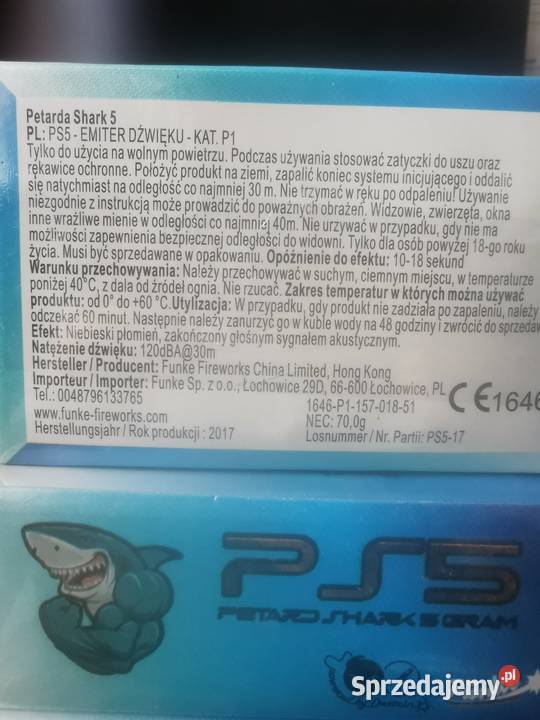 Petarda Shark 5
PL: PS5 - EMITER DŹWIĘKU - KAT. P1
Tylko do użycia na wolnym powietrzu. Podczas używania stosować zatyczki do uszu oraz
rękawice ochronne. Położyć produkt na ziemi, zapalić koniec systemu inicjującego i oddalić
się natychmiast na odległość co najmniej 30 m. Nie trzymać w ręku po odpaleniu! Używanie
niezgodnie z instrukcją może prowadzić do poważnych obrażeń. Widzowie, zwierzęta, okna
inne wrażliwe mienie w odległości co najmniej 40m. Nie urzywać w przypadku, gdy nie ma
możliwości zapewnienia bezpiecznej odległości do widowni. Tylko dla osób powyżej 18-go roku
życia. Musi być sprzedawane w opakowaniu. Opóźnienie do efektu: 10-18 sekund
Warunku przechowywania: Należy przechowywać w suchym, ciemnym miejscu, w temperaturze
poniżej 40°C, z dala od źródeł ognia. Nie rzucać. Zakres temperatur w których można używać
produktu: od 0° do +60 °C. Utylizacja: W przypadku, gdy produkt nie zadziała po zapaleniu, należy
odczekać 60 minut. Następnie należy zanurzyć go w kuble wody na 48 godziny i zwrócić do sprzedaw
Efekt: Niebieski płomień, zakończony głośnym sygnałem akustycznym.
Natężenie dźwięku: 120dBA@30m
Hersteller / Producent: Funke Fireworks China Limited, Hong Kong
Importeur / Importer: Funke Sp. z o.o., Łochowice 29D, 66-600 Łochowice, PL
Tel.: 0048796133765
1646-P1-157-018-51
CE 1646
www.funke-fireworks.com
NEC: 70,0g
Herstellungsjahr / Rok produkcji : 2017
Losnummer / Nr. Partii: PS5-17
PS5
PETARD SHARK 5 GRAM
Sprzedajemy.pl